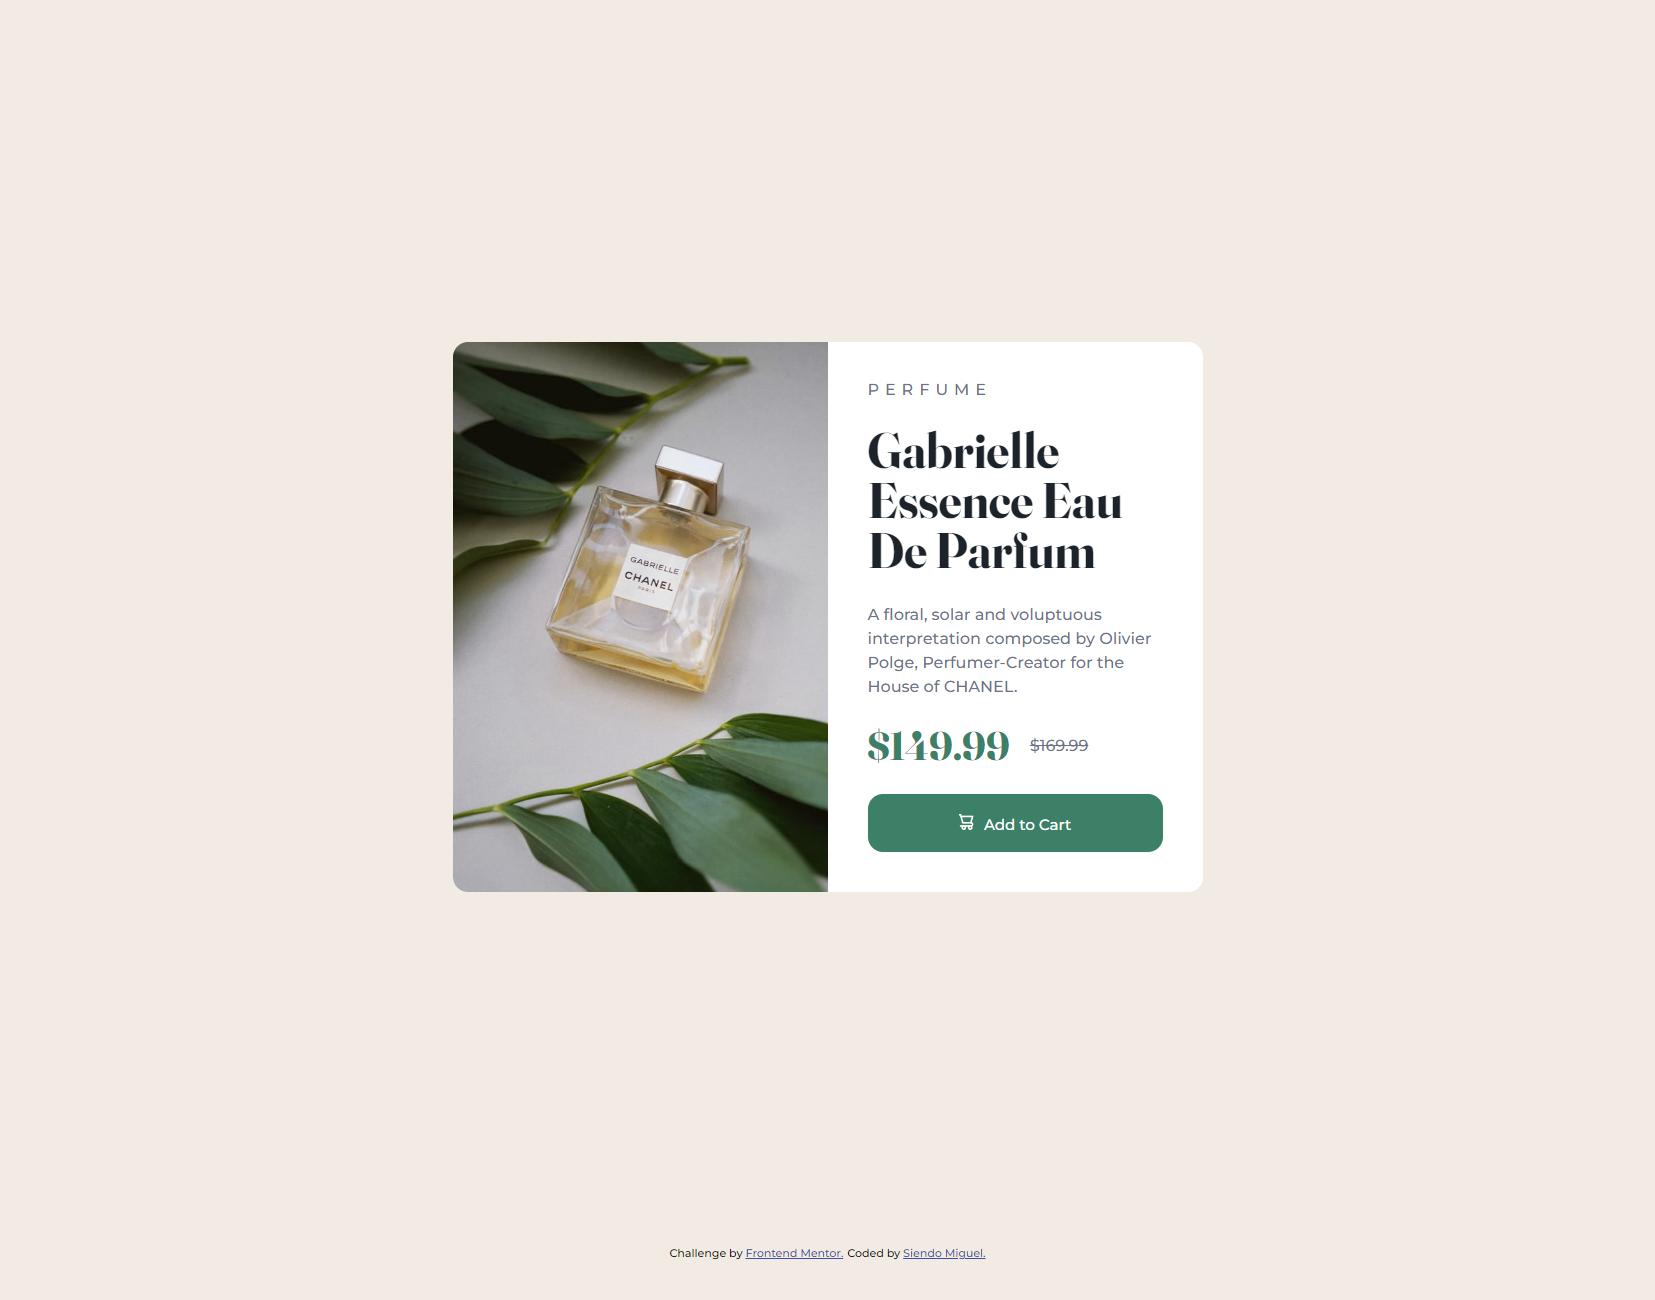 GABRIELLE
CHANEL
PARIS
PERFUME
Gabrielle
Essence Eau
De Parfum
A floral, solar and voluptuous
interpretation composed by Olivier
Polge, Perfumer-Creator for the
House of CHANEL.
$149.99 $169.99
Add to Cart
Challenge by Frontend Mentor. Coded by Siendo Miguel.